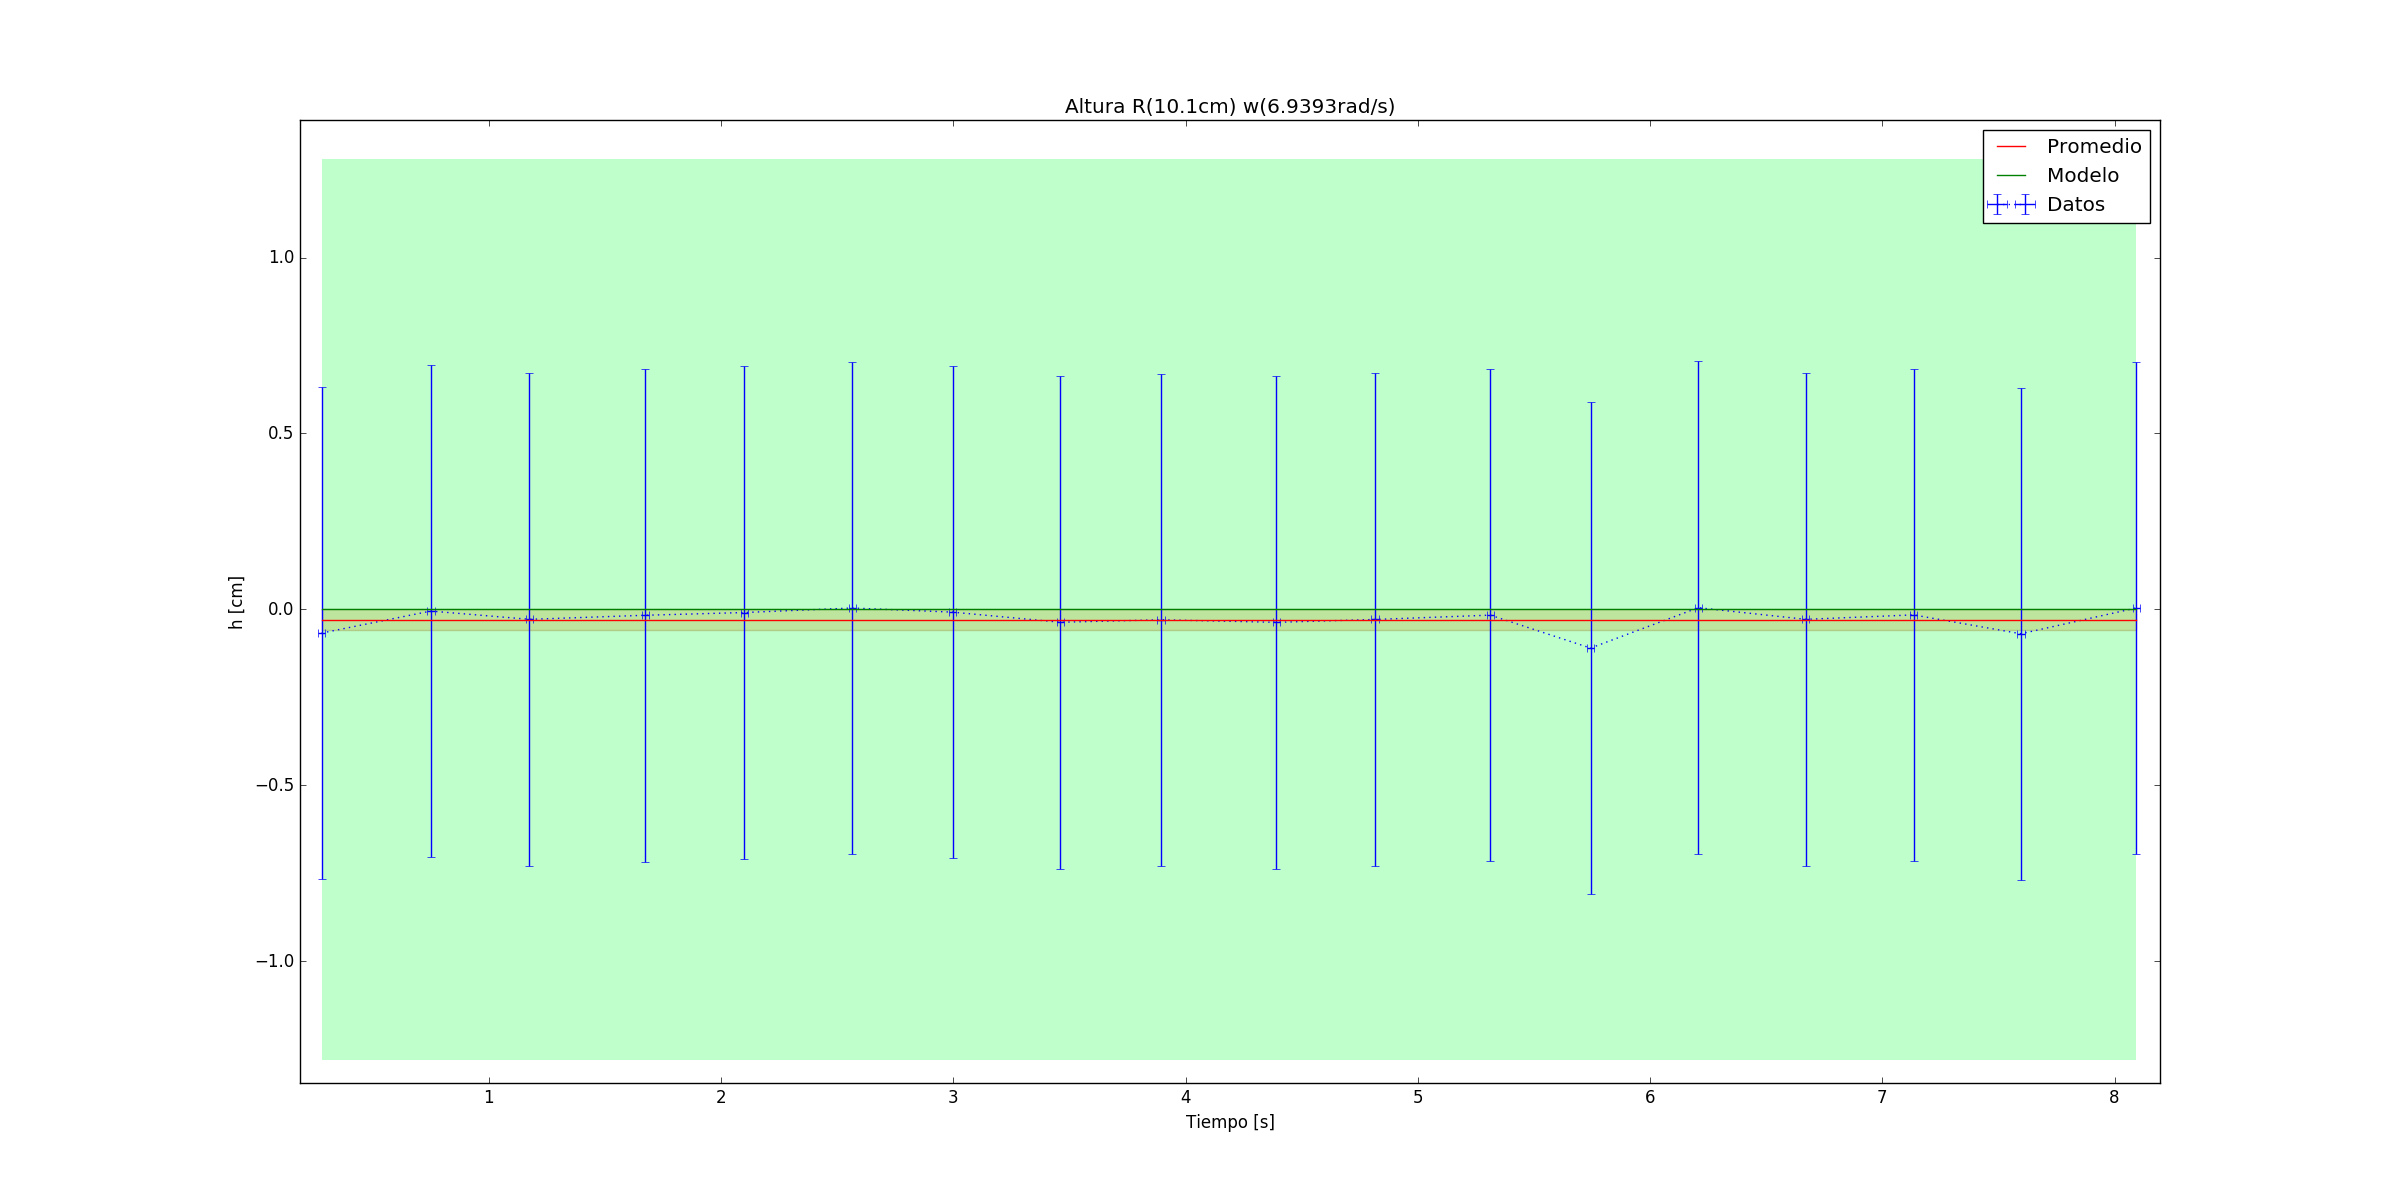 Altura R(10.1cm) w(6.9393rad/s)
Promedio
Modelo
Datos
1.0
0.5
0.0
−0.5
−1.0
h [cm]
1 2 3 4 5 6 7 8
Tiempo [s]